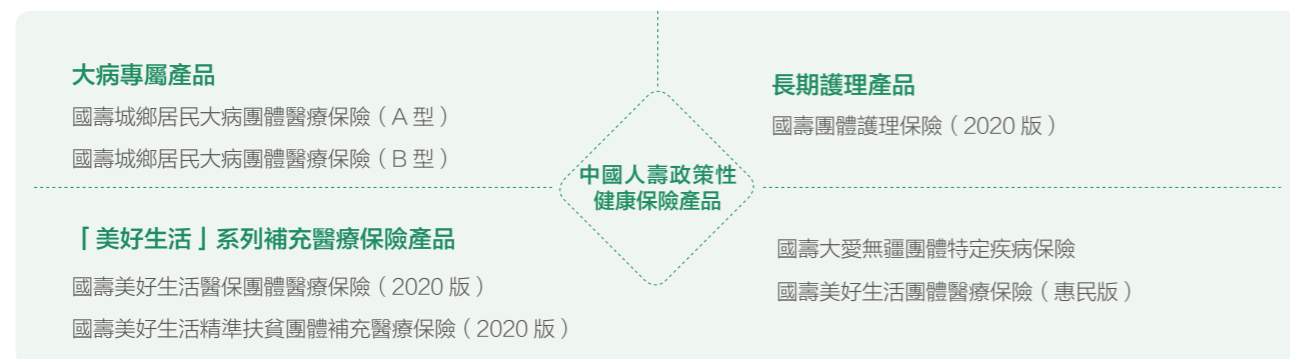 大病專屬產品
國壽城鄉居民大病團體醫療保險（A 型）
國壽城鄉居民大病團體醫療保險（B 型）
長期護理產品
國壽團體護理保險（2020 版）
中國人壽政策性
健康保險產品
「美好生活」系列補充醫療保險產品
國壽美好生活醫保團體醫療保險（2020 版）
國壽美好生活精準扶貧團體補充醫療保險（2020 版）
國壽大愛無疆團體特定疾病保險
國壽美好生活團體醫療保險（惠民版）